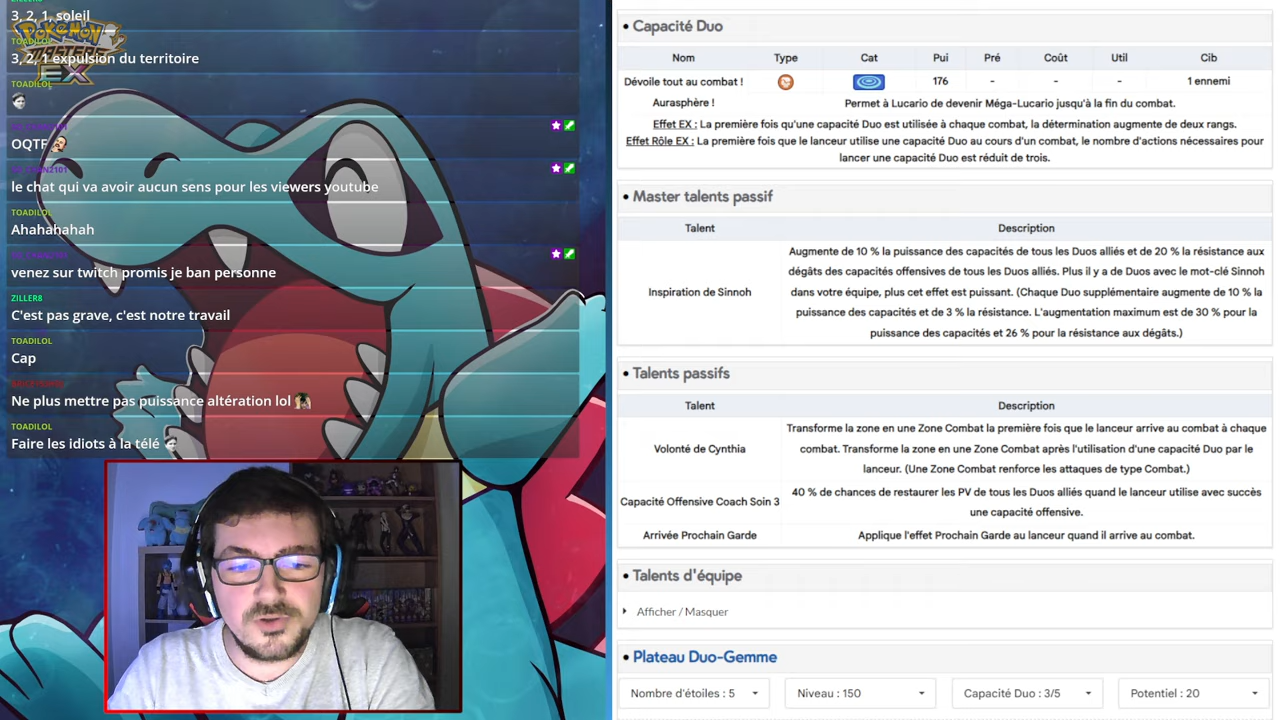 3, 2, 1, soleil
POKÉMON
MASTERS
EX
TOADILOL
3, 2, 1 expulsion du territoire
TOADILOL
OQTF
le chat qui va avoir aucun sens pour les viewers youtube
TOADILOL
Ahahahahah
venez sur twitch promis je ban personne
ZILLER8
C'est pas grave, c'est notre travail
TOADILOL
Cap
Ne plus mettre pas puissance altération lol
TOADILOL
Faire les idiots à la télé
• Capacité Duo
Nom Type Cat Pui Pré Coût Util Cib
Dévoile tout au combat ! 176 - - - 1 ennemi
Aurasphère ! Permet à Lucario de devenir Méga-Lucario jusqu'à la fin du combat.
Effet EX : La première fois qu'une capacité Duo est utilisée à chaque combat, la détermination augmente de deux rangs.
Effet Rôle EX : La première fois que le lanceur utilise une capacité Duo au cours d'un combat, le nombre d'actions nécessaires pour
lancer une capacité Duo est réduit de trois.
• Master talents passif
Talent Description
Inspiration de Sinnoh
Augmente de 10 % la puissance des capacités de tous les Duos alliés et de 20 % la résistance aux
dégâts des capacités offensives de tous les Duos alliés. Plus il y a de Duos avec le mot-clé Sinnoh
dans votre équipe, plus cet effet est puissant. (Chaque Duo supplémentaire augmente de 10 % la
puissance des capacités et de 3 % la résistance. L'augmentation maximum est de 30 % pour la
puissance des capacités et 26 % pour la résistance aux dégâts.)
• Talents passifs
Talent Description
Volonté de Cynthia
Transforme la zone en une Zone Combat la première fois que le lanceur arrive au combat à chaque
combat. Transforme la zone en une Zone Combat après l'utilisation d'une capacité Duo par le
lanceur. (Une Zone Combat renforce les attaques de type Combat.)
Capacité Offensive Coach Soin 3
40 % de chances de restaurer les PV de tous les Duos alliés quand le lanceur utilise avec succès
une capacité offensive.
Arrivée Prochain Garde Applique l'effet Prochain Garde au lanceur quand il arrive au combat.
• Talents d'équipe
Afficher / Masquer
• Plateau Duo-Gemme
Nombre d'étoiles : 5 Niveau : 150 Capacité Duo : 3/5 Potentiel : 20